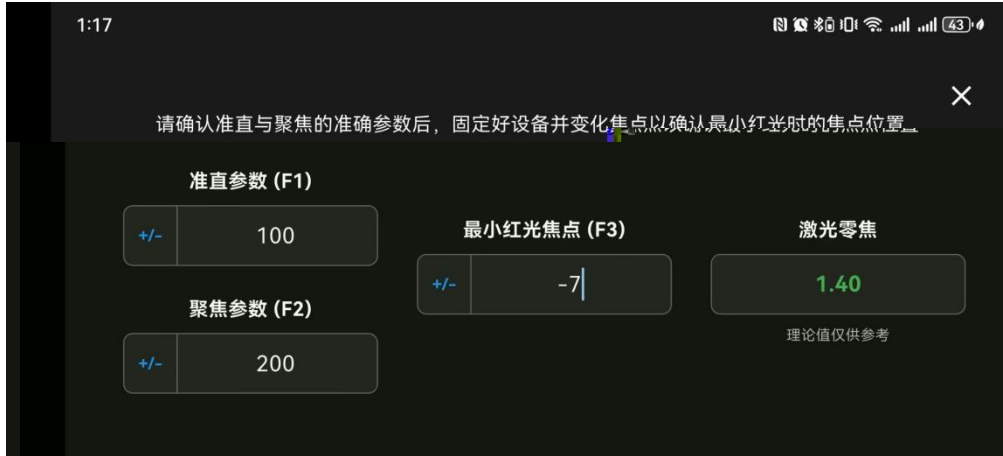 1:17
43
请确认准直与聚焦的准确参数后，固定好设备并变化焦点以确认最小红光时的焦点位置
准直参数 (F1)
+/-
100
最小红光焦点 (F3)
+/-
-7
激光零焦
1.40
理论值仅供参考
聚焦参数 (F2)
+/-
200